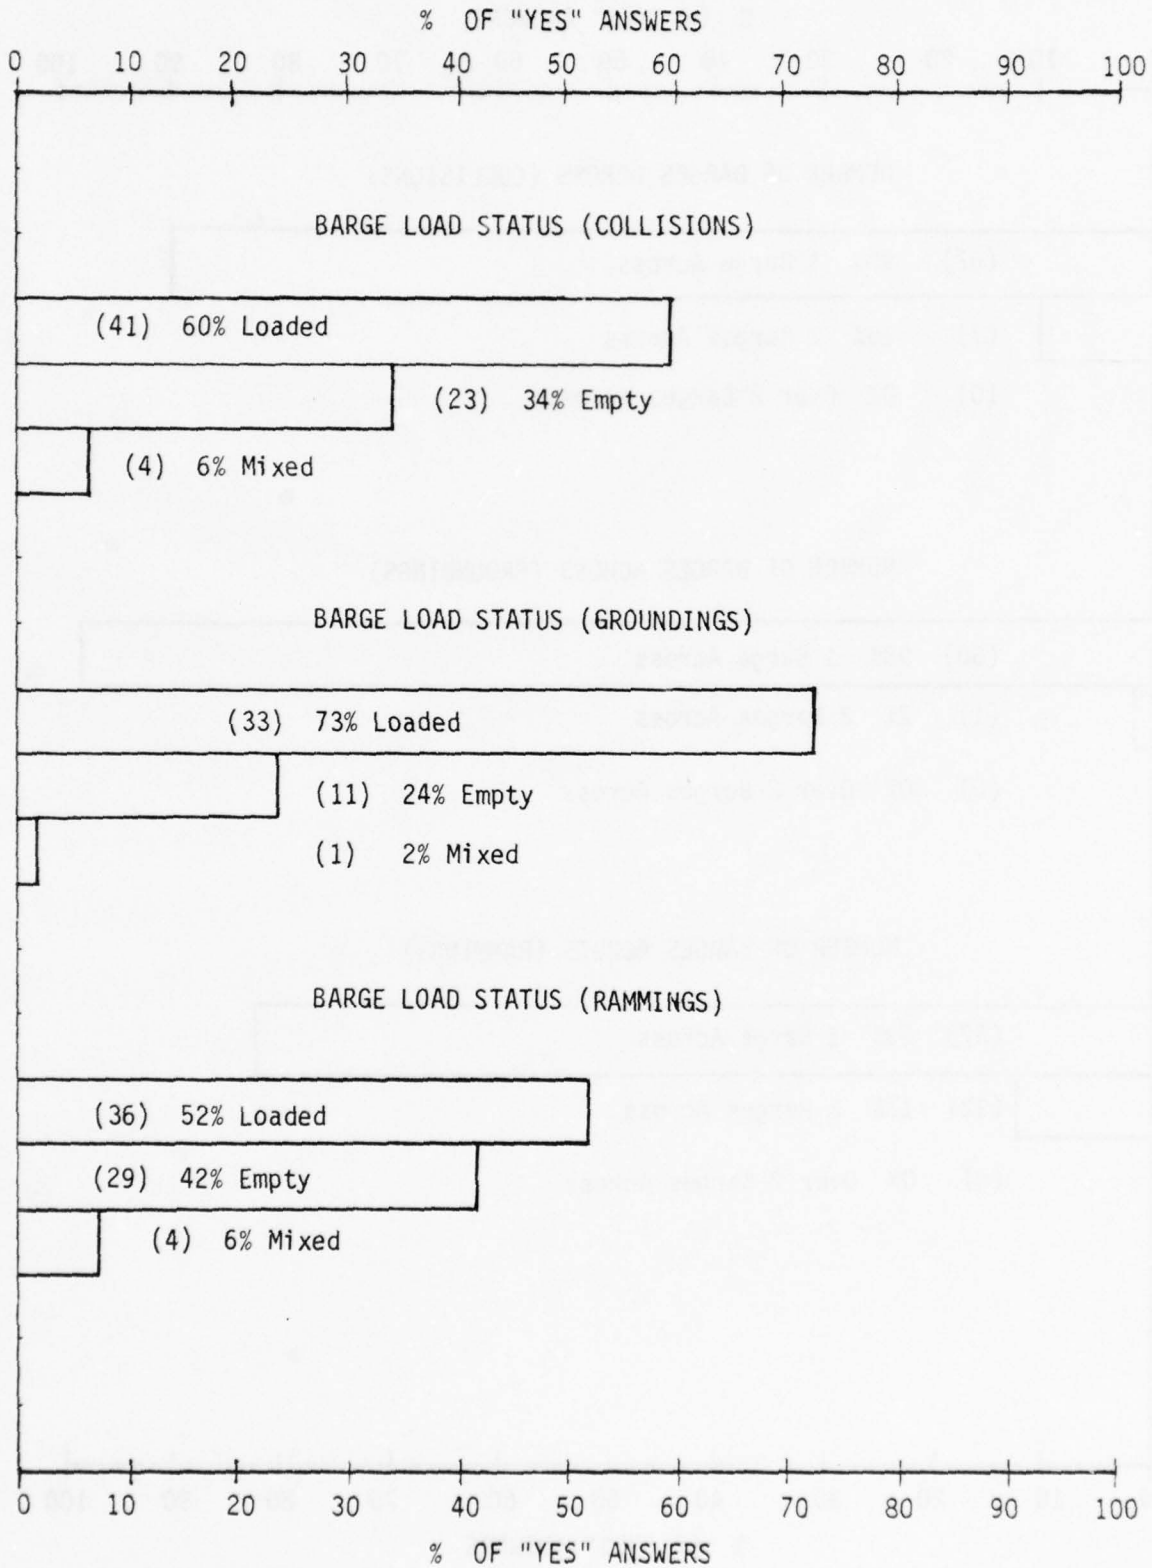 % OF "YES" ANSWERS
0 10 20 30 40 50 60 70 80 90 100
BARGE LOAD STATUS (COLLISIONS)
(41) 60% Loaded
(23) 34% Empty
(4) 6% Mixed
BARGE LOAD STATUS (GROUNDINGS)
(33) 73% Loaded
(11) 24% Empty
(1) 2% Mixed
BARGE LOAD STATUS (RAMMINGS)
(36) 52% Loaded
(29) 42% Empty
(4) 6% Mixed
0 10 20 30 40 50 60 70 80 90 100
% OF "YES" ANSWERS